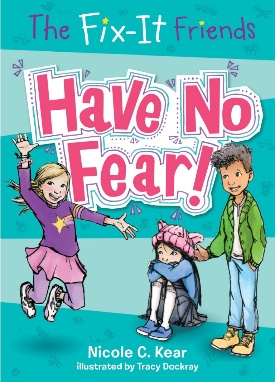 The Fix-It Friends
Have No
Fear!
Nicole C. Kear
illustrated by Tracy Dockray